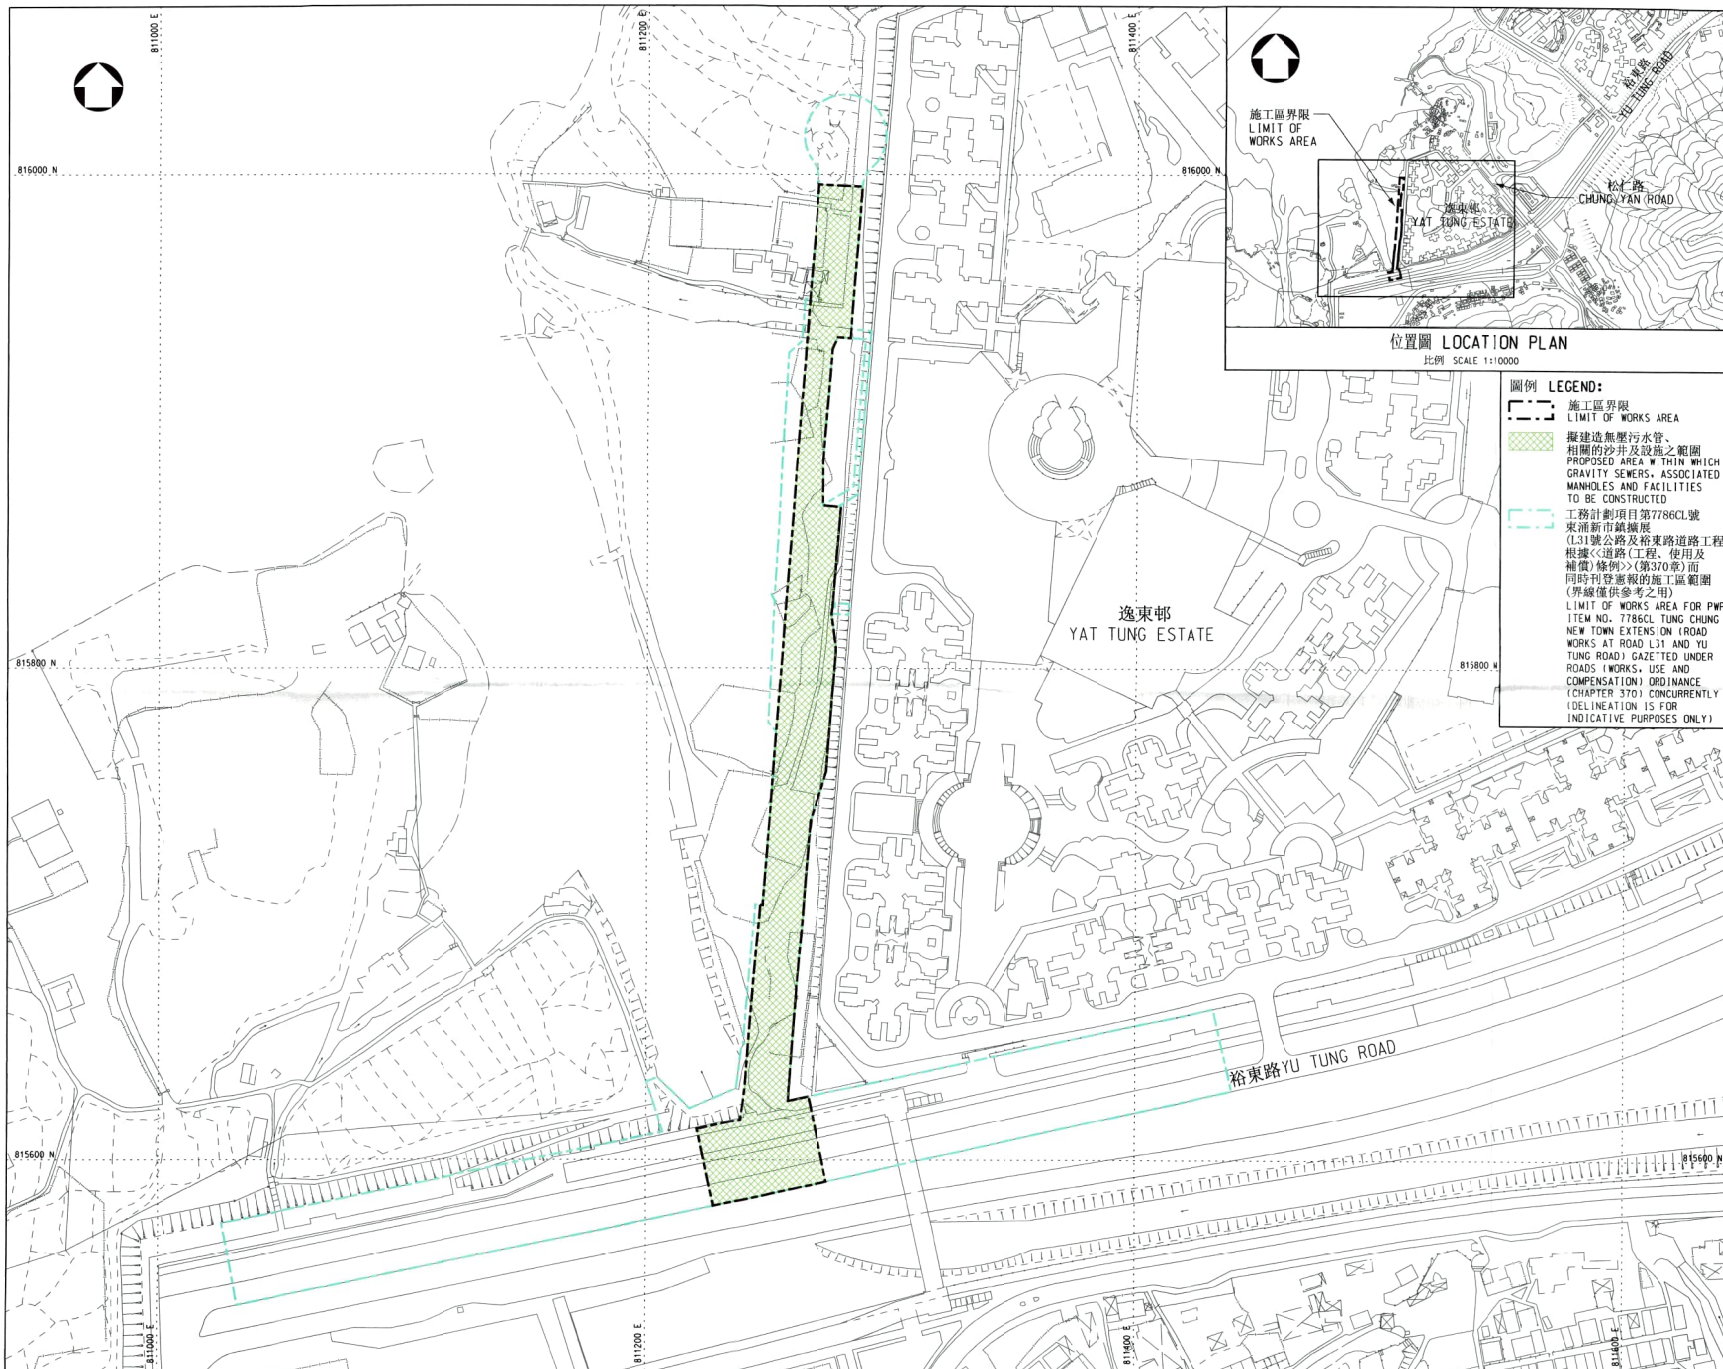 811000 E
811200 E
811400 E
816000 N
816000 N
施工區界限
LIMIT OF
WORKS AREA
裕東路
YU TUNG ROAD
松仁路
CHUNG YAN ROAD
逸東邨
YAT TUNG ESTATE
位置圖 LOCATION PLAN
比例 SCALE 1:10000
圖例 LEGEND:
施工區界限
LIMIT OF WORKS AREA
擬建造無壓污水管、
相關的沙井及設施之範圍
PROPOSED AREA W THIN WHICH
GRAVITY SEWERS, ASSOCIATED
MANHOLES AND FACILITIES
TO BE CONSTRUCTED
工務計劃項目第7786CL號
東涌新市鎮擴展
(L31號公路及裕東路道路工程
根據<<道路(工程、使用及
補償)條例>>(第370章)而
同時刊登憲報的施工區範圍
(界線僅供參考之用)
LIMIT OF WORKS AREA FOR PWP
ITEM NO. 7786CL TUNG CHUNG
NEW TOWN EXTENSION (ROAD
WORKS AT ROAD L31 AND YU
TUNG ROAD) GAZETTED UNDER
ROADS (WORKS, USE AND
COMPENSATION) ORDINANCE
(CHAPTER 370) CONCURRENTLY
(DELINEATION IS FOR
INDICATIVE PURPOSES ONLY)
逸東邨
YAT TUNG ESTATE
815800 N
815800 N
裕東路YU TUNG ROAD
815600 N
815600 N
811000 E
811200 E
811400 E
811600 E